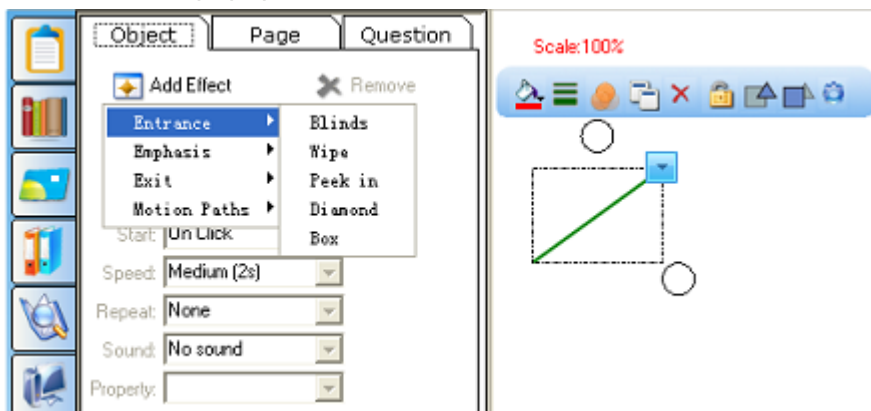 Object Page Question
Add Effect Remove
Entrance Blinds
Emphasis Wipe
Exit Peek in
Motion Paths Diamond
Box
Start: On Click
Speed: Medium (2s)
Repeat: None
Sound: No sound
Property:
Scale:100%